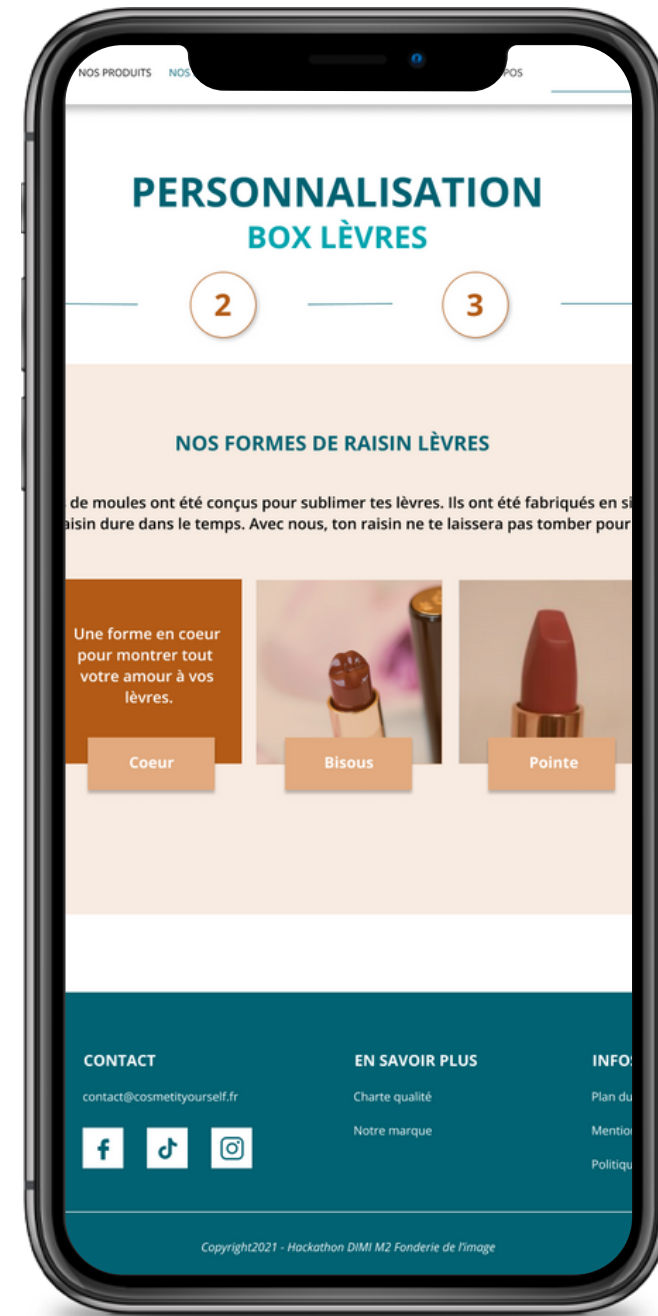 NOS PRODUITS NOS
PERSONNALISATION
BOX LÈVRES
2 3
NOS FORMES DE RAISIN LÈVRES
de moules ont été conçus pour sublimer tes lèvres. Ils ont été fabriqués en
dure dans le temps. Avec nous, ton raisin ne te laissera pas tomber pour
Une forme en coeur
pour montrer tout
votre amour à vos
lèvres.
Coeur
Bisous
Pointe
CONTACT
contact@cosmetityourself.fr
EN SAVOIR PLUS
Charte qualité
Notre marque
Plan du
Copyright2021 - Hackathon DIMI M2 Fonderie de l'image